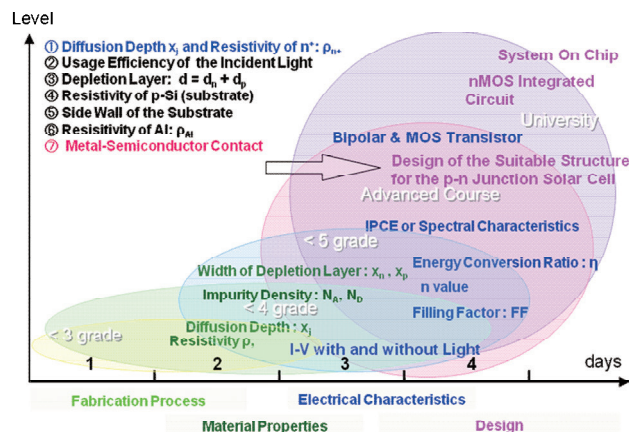 Level
① Diffusion Depth xj and Resistivity of n⁺: ρn+
② Usage Efficiency of the Incident Light
③ Depletion Layer: d = dn + dp
④ Resistivity of p-Si (substrate)
⑤ Side Wall of the Substrate
⑥ Resisitivity of Al: ρAl
⑦ Metal-Semiconductor Contact
System On Chip
nMOS Integrated
Circuit
University
Bipolar & MOS Transistor
Design of the Suitable Structure
for the p-n Junction Solar Cell
Advanced Course
IPCE or Spectral Characteristics
< 5 grade
Width of Depletion Layer : xn , xp
Energy Conversion Ratio : η
n value
Impurity Density: NA, ND
< 4 grade
Filling Factor: FF
< 3 grade
Diffusion Depth: xj
Resistivity ρ,
I-V with and without Light
1 2 3 4 days
Fabrication Process Electrical Characteristics
Material Properties Design